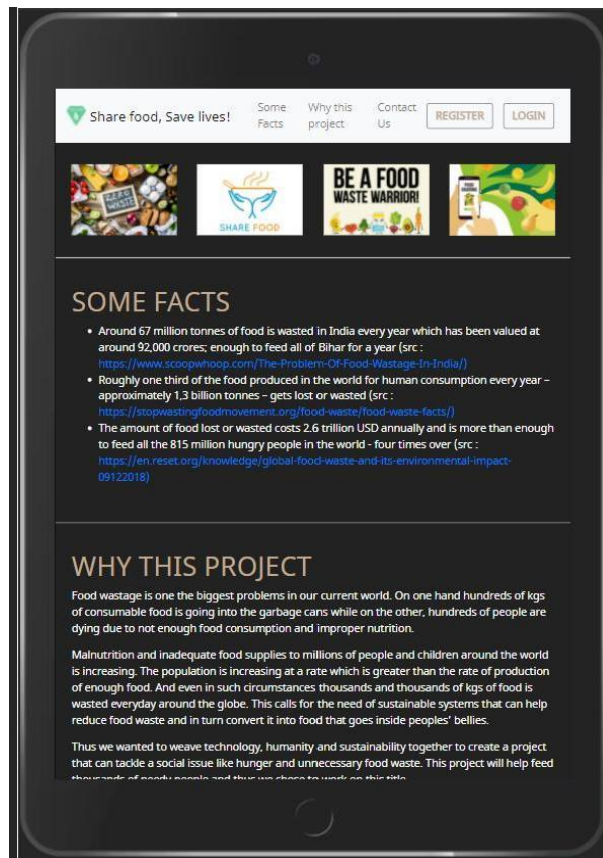 Share food, Save lives!
Some
Facts
Why this
project
Contact
Us
REGISTER
LOGIN
ZERO
WASTE
SHARE FOOD
BE A FOOD
WASTE WARRIOR!
SOME FACTS
• Around 67 million tonnes of food is wasted in India every year which has been valued at
around 92,000 crores; enough to feed all of Bihar for a year (src :
https://www.scoopwhoop.com/The-Problem-Of-Food-Wastage-In-India/)
• Roughly one third of the food produced in the world for human consumption every year –
approximately 1,3 billion tonnes – gets lost or wasted (src :
https://stopwastingfoodmovement.org/food-waste/food-waste-facts/)
• The amount of food lost or wasted costs 2.6 trillion USD annually and is more than enough
to feed all the 815 million hungry people in the world - four times over (src :
https://en.reset.org/knowledge/global-food-waste-and-its-environmental-impact-
09122018)
WHY THIS PROJECT
Food wastage is one the biggest problems in our current world. On one hand hundreds of kgs
of consumable food is going into the garbage cans while on the other, hundreds of people are
dying due to not enough food consumption and improper nutrition.
Malnutrition and inadequate food supplies to millions of people and children around the world
is increasing. The population is increasing at a rate which is greater than the rate of production
of enough food. And even in such circumstances thousands and thousands of kgs of food is
wasted everyday around the globe. This calls for the need of sustainable systems that can help
reduce food waste and in turn convert it into food that goes inside peoples' bellies.
Thus we wanted to weave technology, humanity and sustainability together to create a project
that can tackle a social issue like hunger and unnecessary food waste. This project will help feed
thousands of needy people and thus we chose to work on this title.